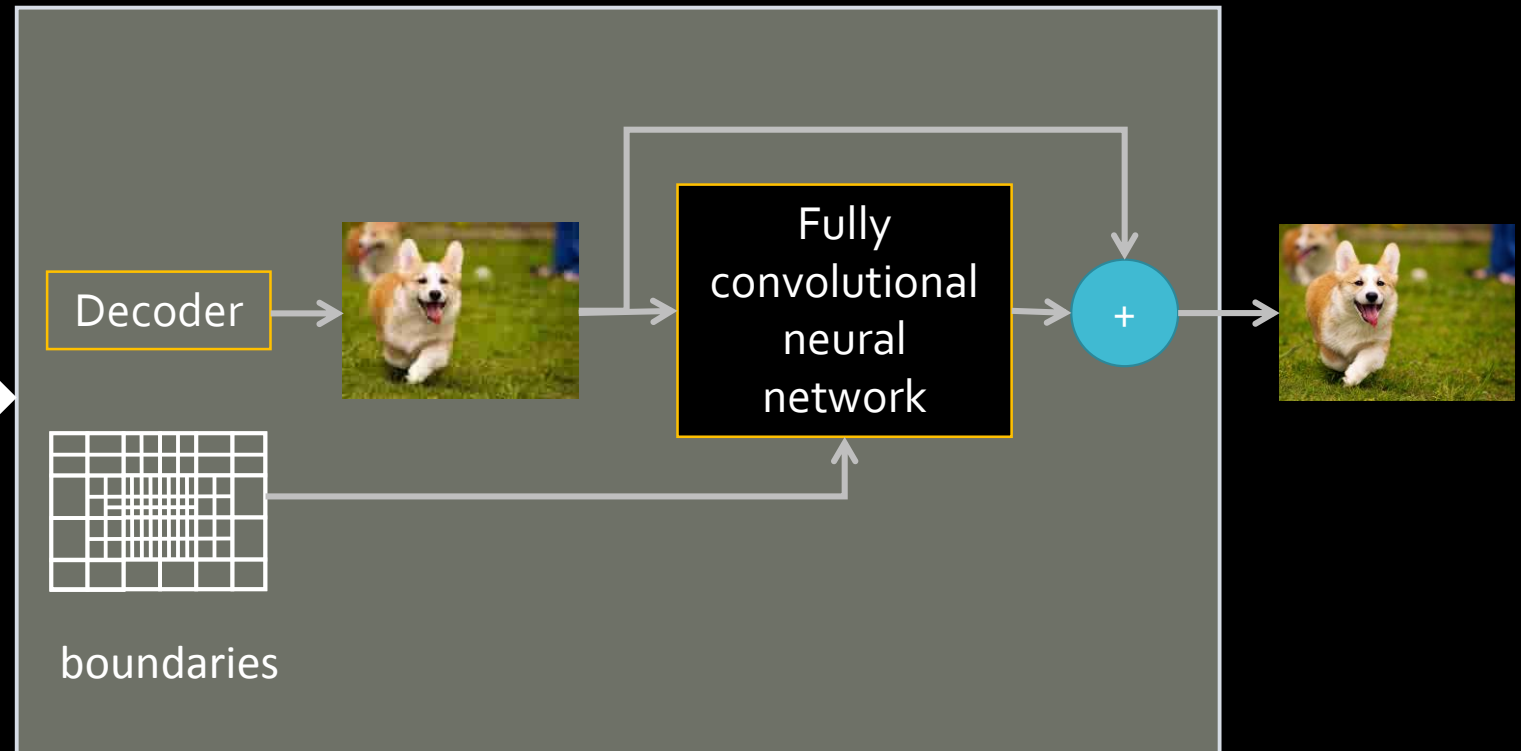 Decoder
Fully
convolutional
neural
network
+
boundaries